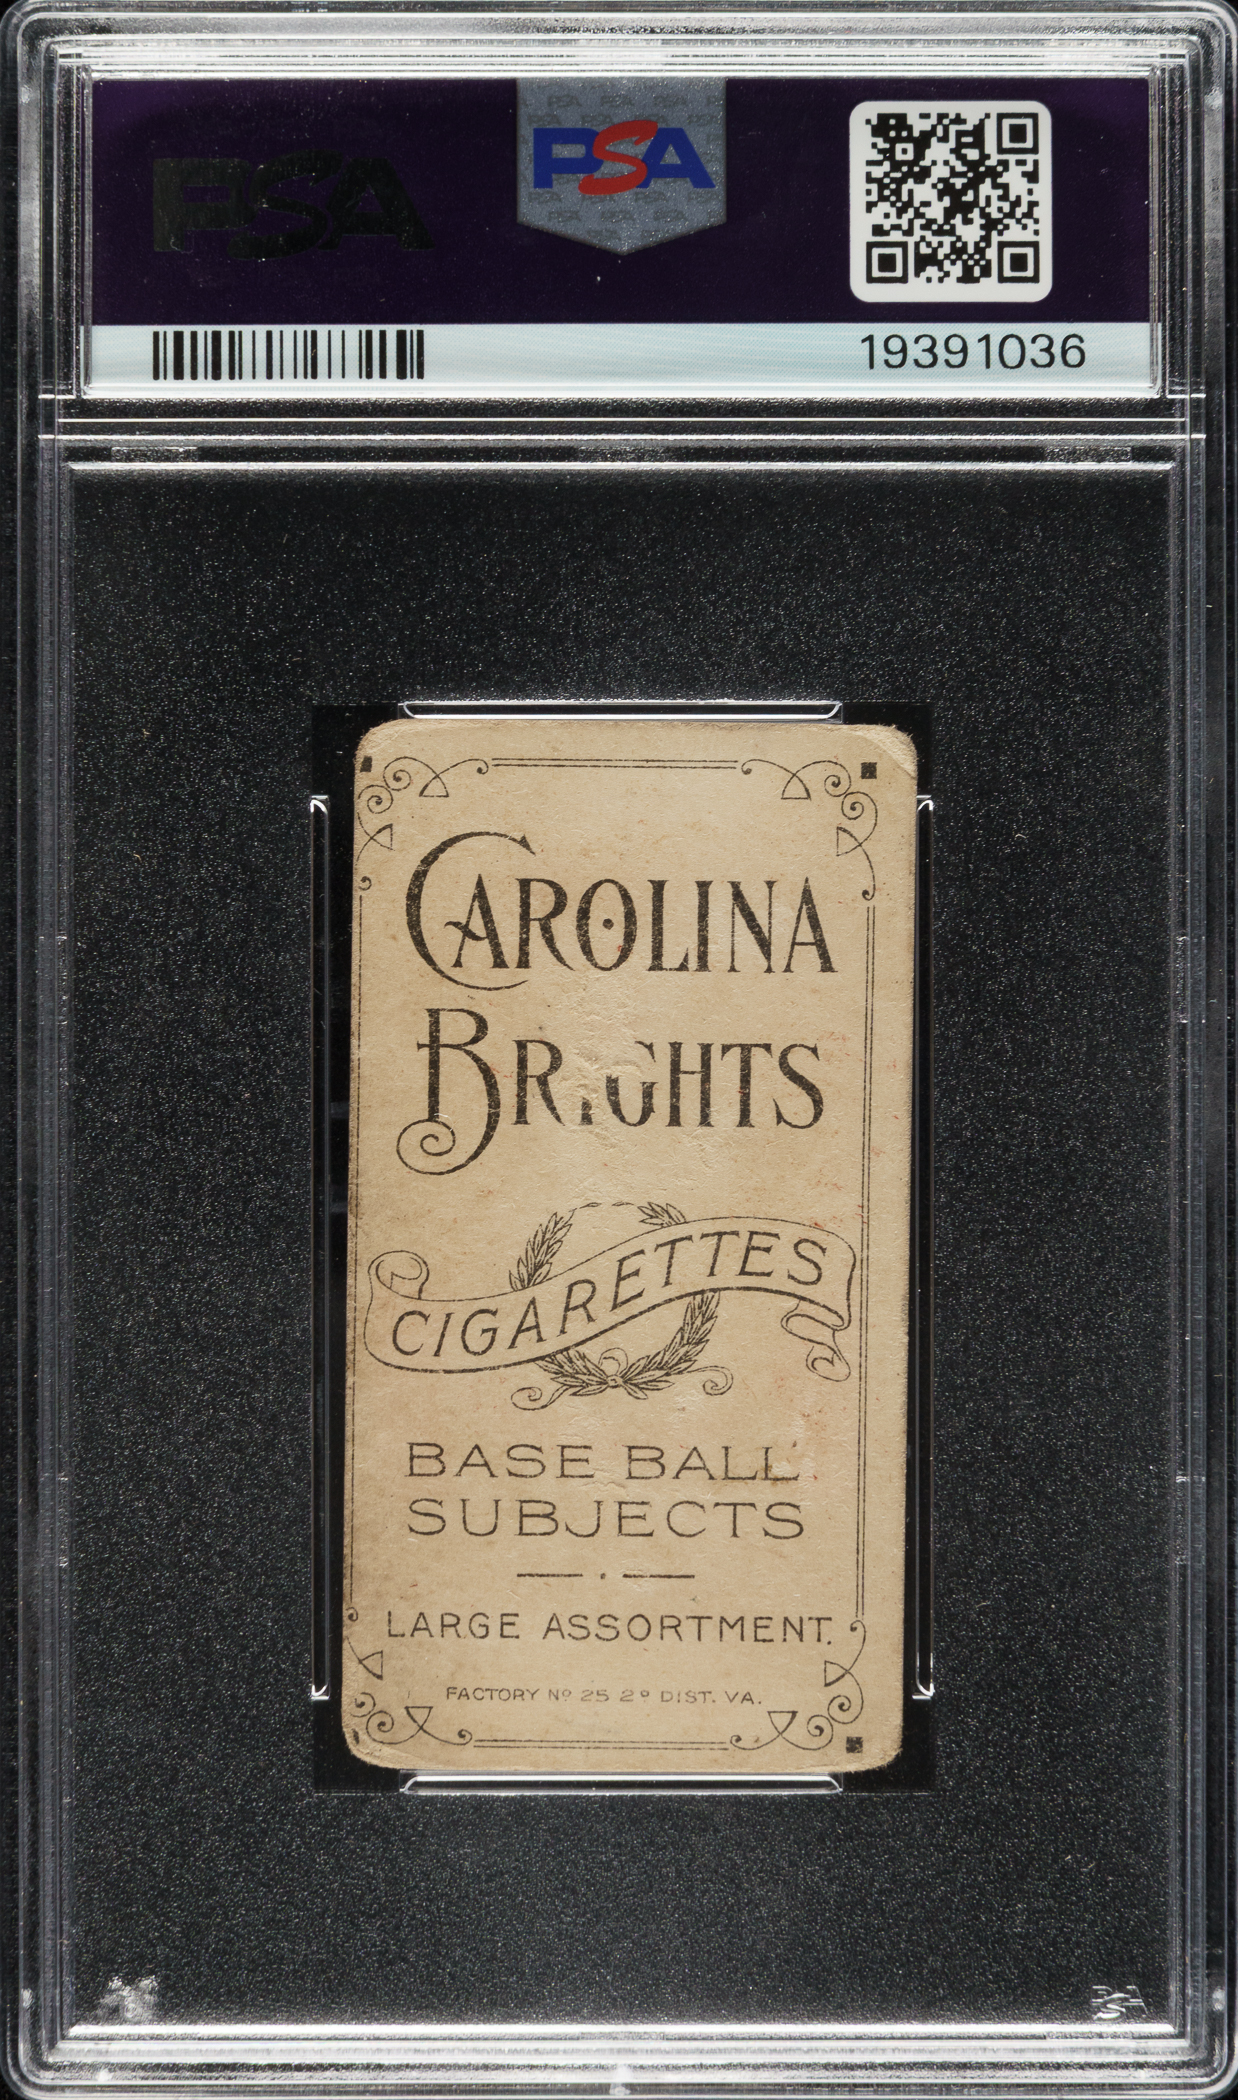 PSA
PSA
19391036
CAROLINA
BRIGHTS
CIGARETTES
BASE BALL
SUBJECTS
LARGE ASSORTMENT.
FACTORY Nº 25 2º DIST. VA.